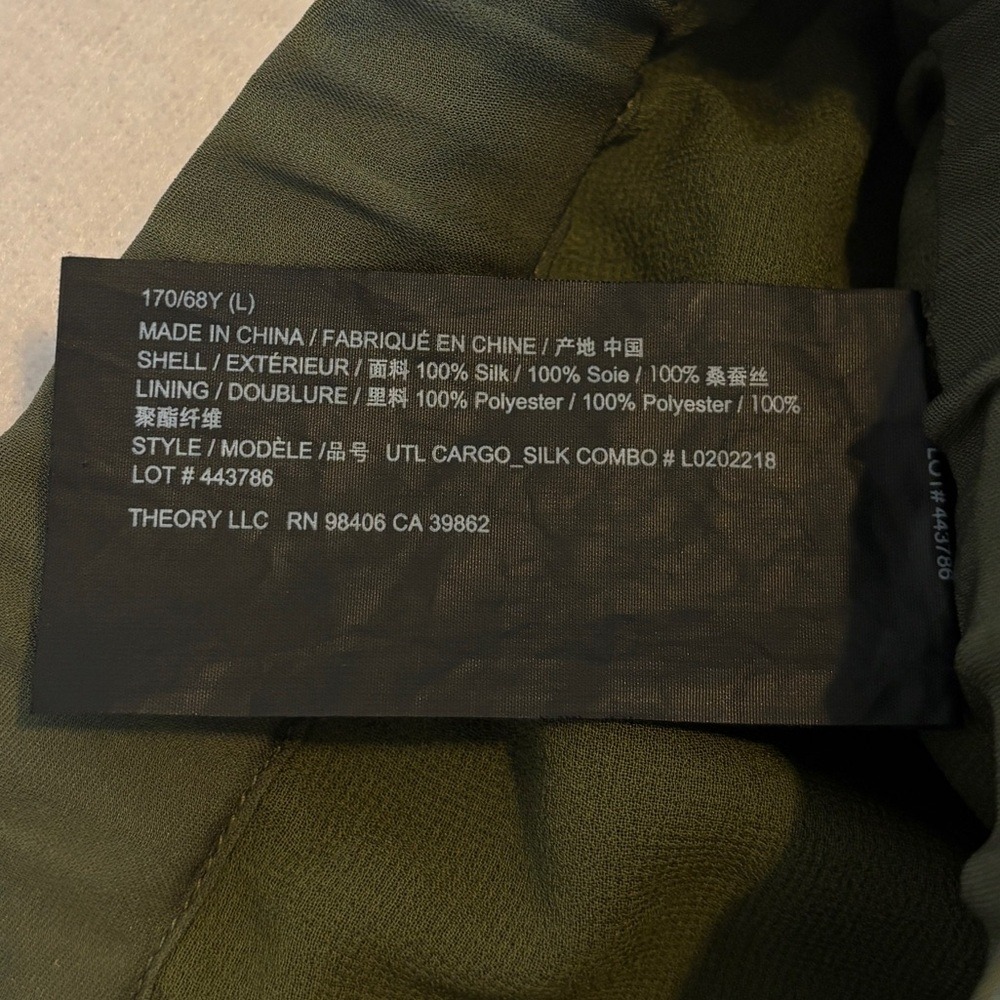 170/68Y (L)
MADE IN CHINA / FABRIQUÉ EN CHINE / 产地 中国
SHELL / EXTÉRIEUR / 面料 100% Silk / 100% Soie / 100% 桑蚕丝
LINING / DOUBLURE / 里料 100% Polyester / 100% Polyester / 100%
聚酯纤维
STYLE / MODÈLE /品号 UTL CARGO_SILK COMBO # L0202218
LOT # 443786
THEORY LLC RN 98406 CA 39862
LOT # 443786